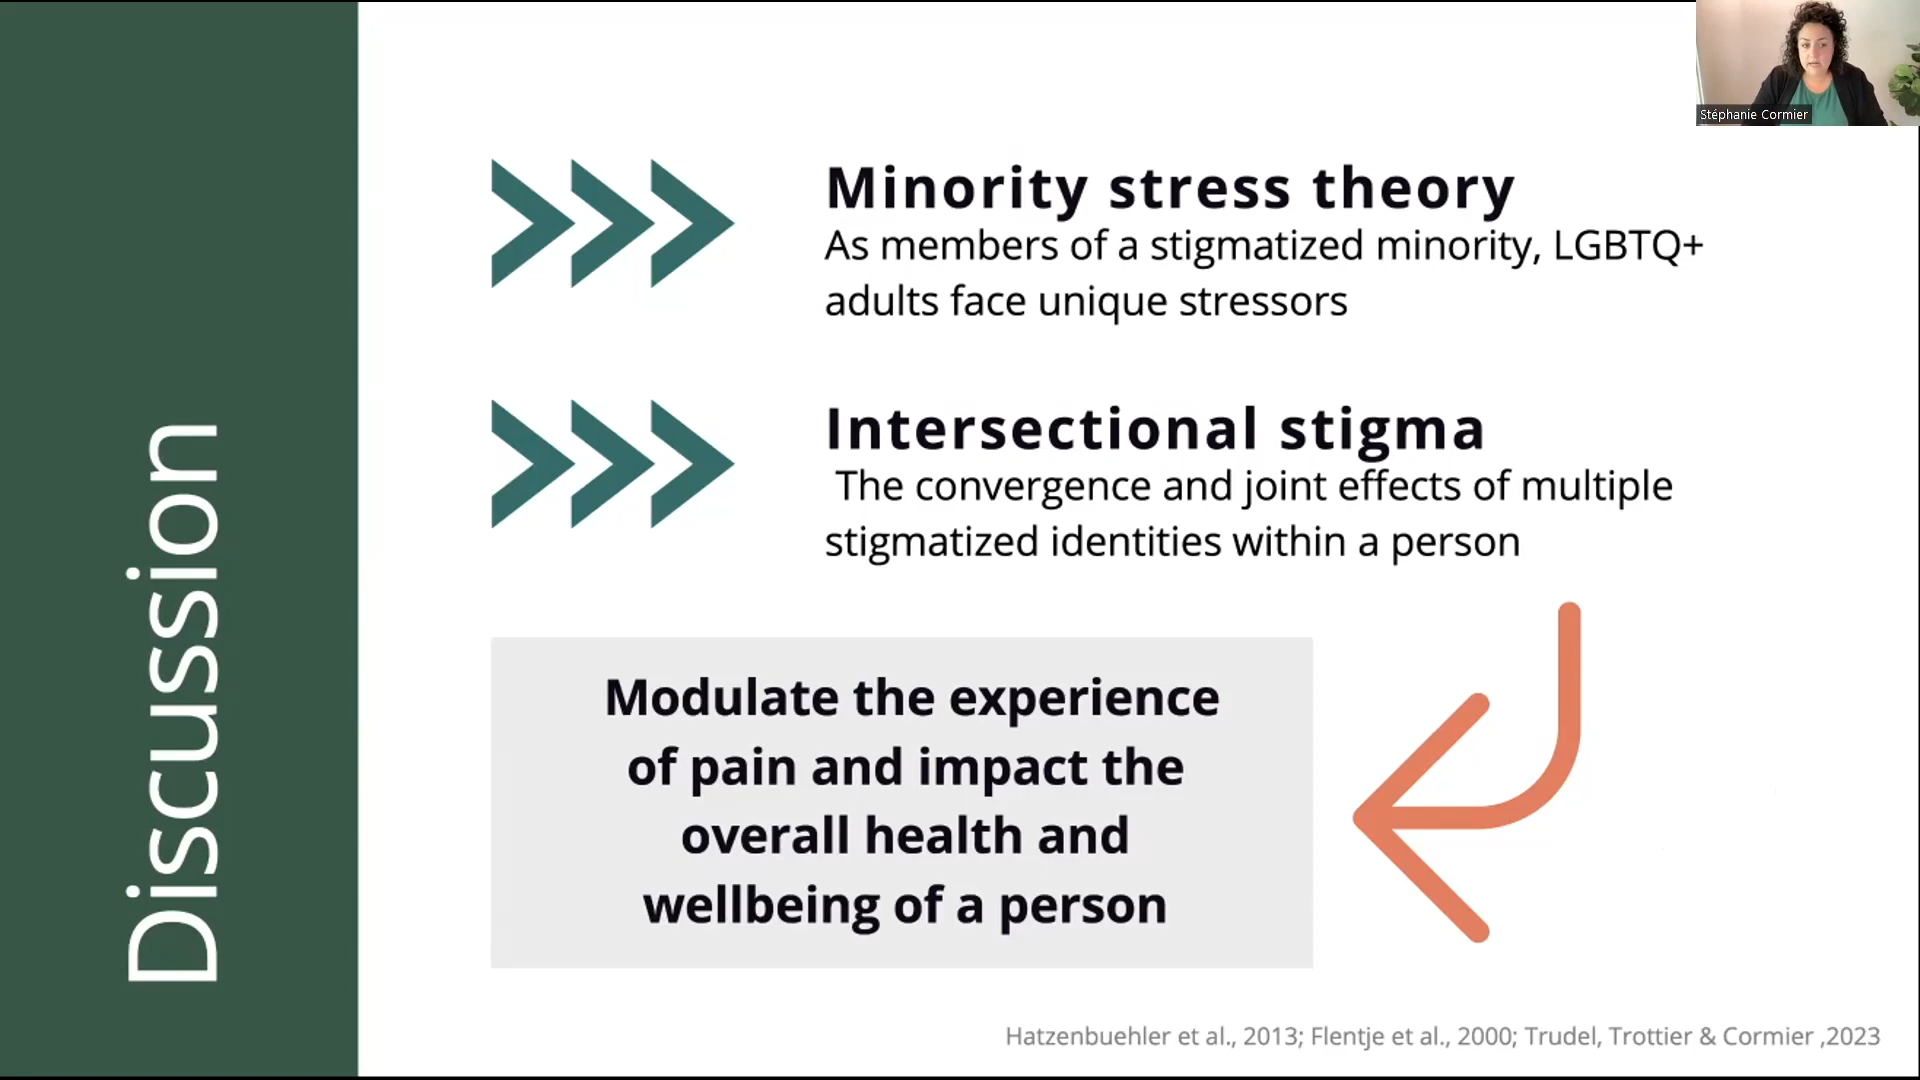 Stéphanie Cormier
Discussion
Minority stress theory
As members of a stigmatized minority, LGBTQ+
adults face unique stressors
Intersectional stigma
The convergence and joint effects of multiple
stigmatized identities within a person
Modulate the experience
of pain and impact the
overall health and
wellbeing of a person
Hatzenbuehler et al., 2013; Flentje et al., 2000; Trudel, Trottier & Cormier ,2023